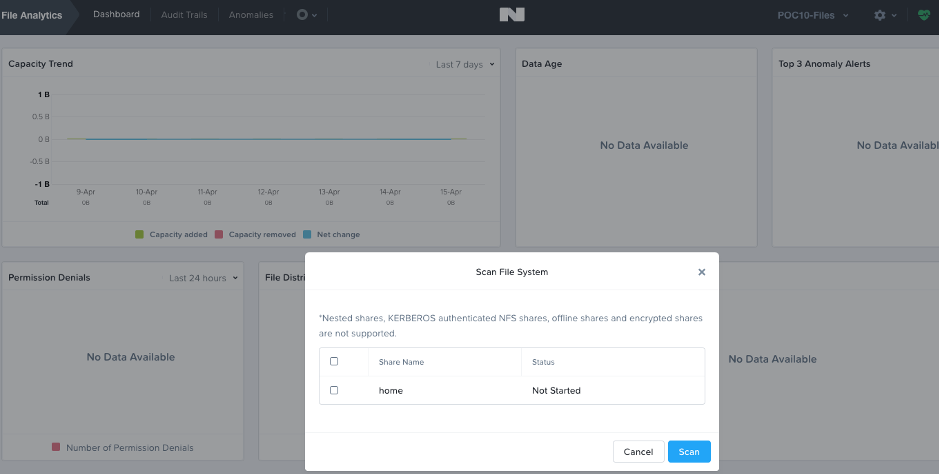 File Analytics
Dashboard
Audit Trails
Anomalies
N
POC10-Files
Capacity Trend
Last 7 days
1 B
0.5 B
0 B
-0.5 B
-1 B
9-Apr 10-Apr 11-Apr 12-Apr 13-Apr 14-Apr 15-Apr
Total 0B 0B 0B 0B 0B 0B 0B
Capacity added Capacity removed Net change
Data Age
No Data Available
Top 3 Anomaly Alerts
No Data Availabl
Permission Denials
Last 24 hours
No Data Available
Number of Permission Denials
File Distri
No Data Available
Scan File System
*Nested shares, KERBEROS authenticated NFS shares, offline shares and encrypted shares
are not supported.
Share Name Status
home Not Started
Cancel Scan